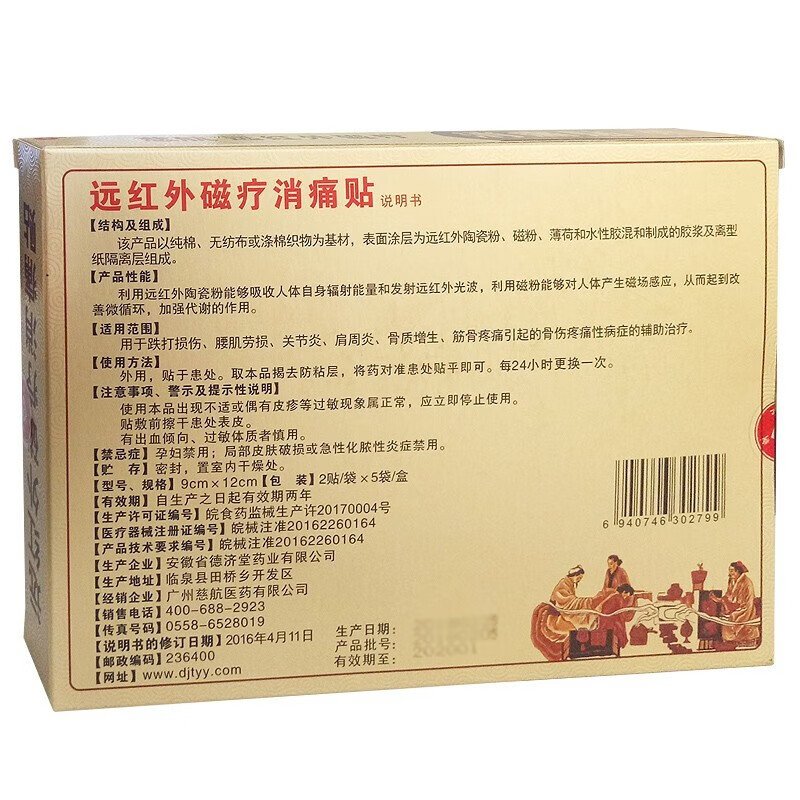 远红外磁疗消痛贴 说明书
【结构及组成】
该产品以纯棉、无纺布或涤棉织物为基材，表面涂层为远红外陶瓷粉、磁粉、薄荷和水性胶混和制成的胶浆及离型
纸隔离层组成。
【产品性能】
利用远红外陶瓷粉能够吸收人体自身辐射能量和发射远红外光波，利用磁粉能够对人体产生磁场感应，从而起到改
善微循环，加强代谢的作用。
【适用范围】
用于跌打损伤、腰肌劳损、关节炎、肩周炎、骨质增生、筋骨疼痛引起的骨伤疼痛性病症的辅助治疗。
【使用方法】
外用，贴于患处。取本品揭去防粘层，将药对准患处贴平即可。每24小时更换一次。
【注意事项、警示及提示性说明】
使用本品出现不适或偶有皮疹等过敏现象属正常，应立即停止使用。
贴敷前擦干患处表皮。
有出血倾向、过敏体质者慎用。
【禁忌症】孕妇禁用；局部皮肤破损或急性化脓性炎症禁用。
【贮 存】密封，置室内干燥处。
【型号、规格】9cm×12cm【包 装】2贴/袋×5袋/盒
【有效期】自生产之日起有效期两年
【生产许可证编号】皖食药监械生产许20170004号
【医疗器械注册证编号】皖械注准20162260164
【产品技术要求编号】皖械注准20162260164
【生产企业】安徽省德济堂药业有限公司
【生产地址】临泉县田桥乡开发区
【经销企业】广州慈航医药有限公司
【销售电话】400-688-2923
【传真号码】0558-6528019
【说明书的修订日期】2016年4月11日
【邮政编码】236400
【网址】www.djtyy.com
生产日期：
产品批号：
有效期至：
6 940746 302799